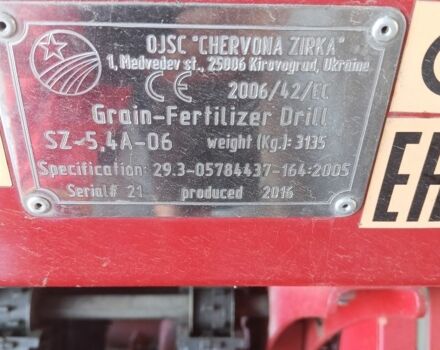 OJSC "CHERVONA ZIRKA"
1, Medvedev st., 25006 Kirovograd, Ukraine
CE 2006/42/EC
Grain-Fertilizer Drill
SZ-5,4A-06 weight (Kg.): 3135
Specification: 29.3-05784437-164:2005
Serial# 21 produced 2016